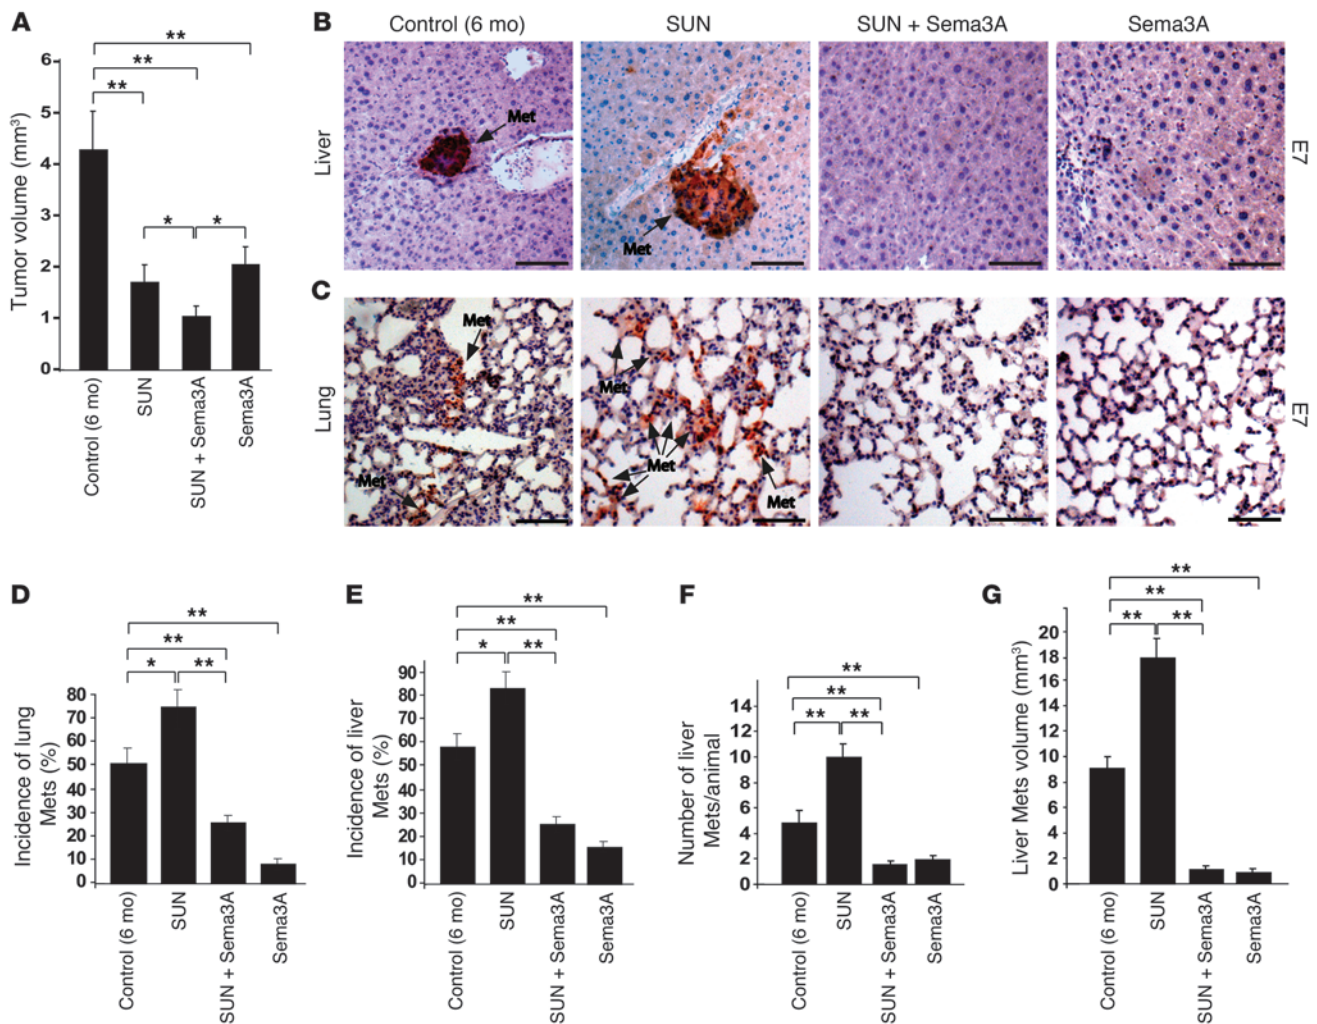 A
**
**
**
*
*
Tumor volume (mm³)
6
5
4
3
2
1
0
Control (6 mo)
SUN
SUN + Sema3A
Sema3A
B
Control (6 mo)
SUN
SUN + Sema3A
Sema3A
Liver
Met
Met
E7
C
Lung
Met
Met
Met
Met
Met
E7
D
**
**
*
**
Incidence of lung
Mets (%)
80
70
60
50
40
30
20
10
0
Control (6 mo)
SUN
SUN + Sema3A
Sema3A
E
**
**
*
**
Incidence of liver
Mets (%)
90
80
70
60
50
40
30
20
10
0
Control (6 mo)
SUN
SUN + Sema3A
Sema3A
F
**
**
**
**
Number of liver
Mets/animal
14
12
10
8
6
4
2
0
Control (6 mo)
SUN
SUN + Sema3A
Sema3A
G
**
**
**
**
Liver Mets volume (mm³)
20
18
16
14
12
10
8
6
4
2
0
Control (6 mo)
SUN
SUN + Sema3A
Sema3A